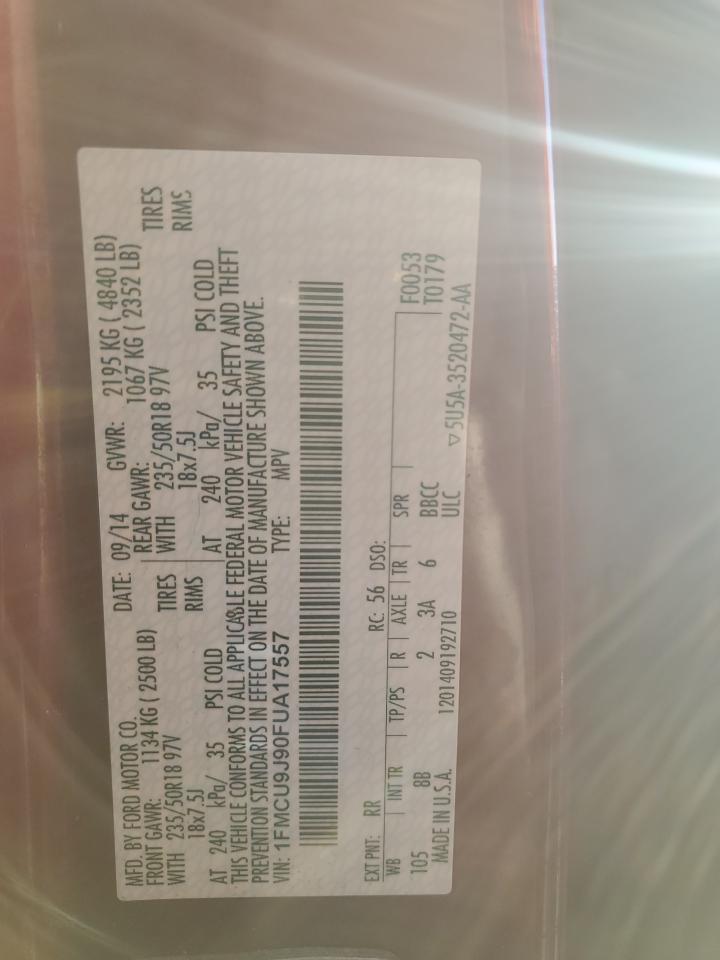 MFD. BY FORD MOTOR CO. DATE: 09/14 GVWR: 2195 KG ( 4840 LB)
FRONT GAWR: 1134 KG ( 2500 LB) REAR GAWR: 1067 KG ( 2352 LB)
WITH 235/50R18 97V TIRES WITH 235/50R18 97V TIRES
18x7.5J RIMS 18x7.5J RIMS
AT 240 kPa/ 35 PSI COLD AT 240 kPa/ 35 PSI COLD
THIS VEHICLE CONFORMS TO ALL APPLICABLE FEDERAL MOTOR VEHICLE SAFETY AND THEFT
PREVENTION STANDARDS IN EFFECT ON THE DATE OF MANUFACTURE SHOWN ABOVE.
VIN: 1FMCU9J90FUA17557 TYPE: MPV
EXT PNT: RR RC: 56 DSO:
WB INT TR TP/PS R AXLE TR SPR F0053
105 8B 2 3A 6 BBCC T0179
MADE IN U.S.A. 1201409192710 ULC
▽5U5A-3520472-AA